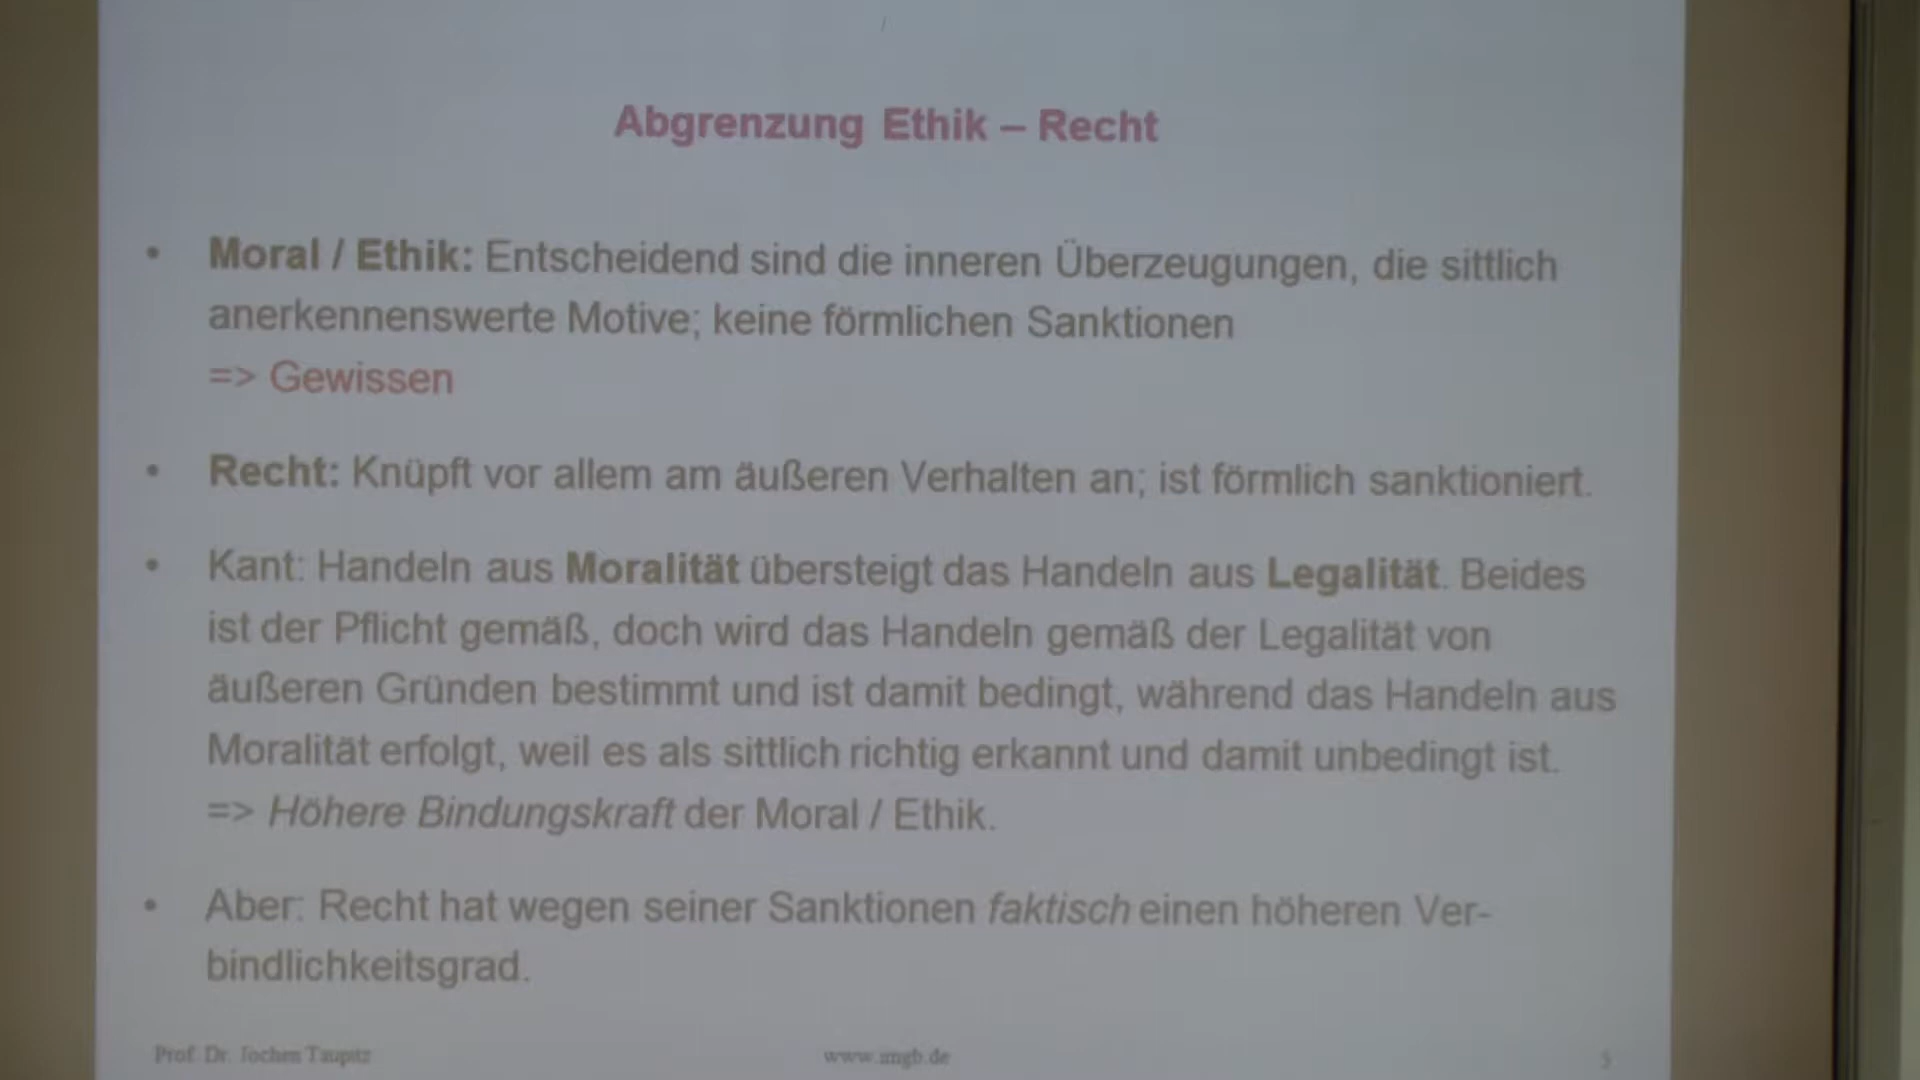 Abgrenzung Ethik – Recht
• Moral / Ethik: Entscheidend sind die inneren Überzeugungen, die sittlich
anerkennenswerte Motive; keine förmlichen Sanktionen
=> Gewissen
• Recht: Knüpft vor allem am äußeren Verhalten an; ist förmlich sanktioniert.
• Kant: Handeln aus Moralität übersteigt das Handeln aus Legalität. Beides
ist der Pflicht gemäß, doch wird das Handeln gemäß der Legalität von
äußeren Gründen bestimmt und ist damit bedingt, während das Handeln aus
Moralität erfolgt, weil es als sittlich richtig erkannt und damit unbedingt ist.
=> Höhere Bindungskraft der Moral / Ethik.
• Aber: Recht hat wegen seiner Sanktionen faktisch einen höheren Ver-
bindlichkeitsgrad.
Prof. Dr. Jochen Taupitz www.imgb.de 5